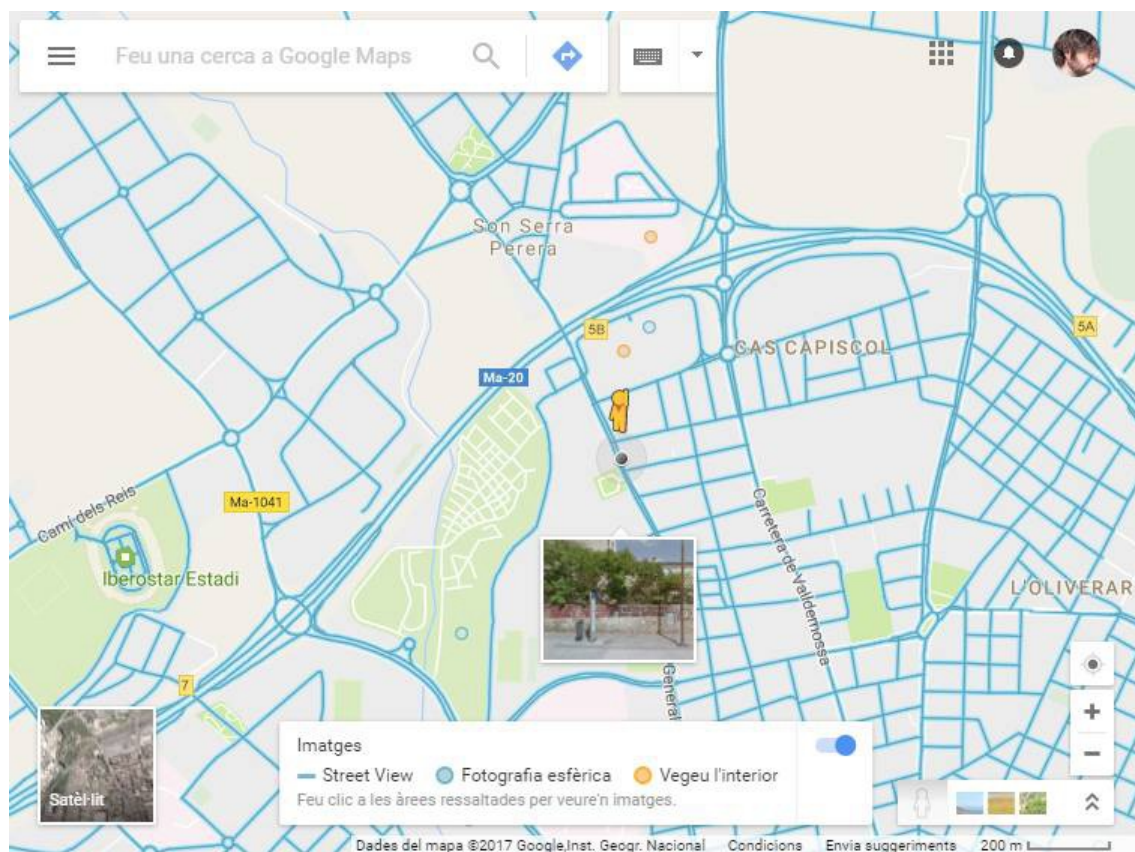 Feu una cerca a Google Maps
Son Serra
Perera
5B
5A
CAS CAPISCOL
Ma-20
Camí dels Reis
Ma-1041
Iberostar Estadi
Carretera de Valldemossa
L'OLIVERAR
General
7
Imatges
Street View
Fotografia esfèrica
Vegeu l'interior
Feu clic a les àrees ressaltades per veure'n imatges.
Satèl·lit
Dades del mapa ©2017 Google,Inst. Geogr. Nacional Condicions Envia suggeriments 200 m